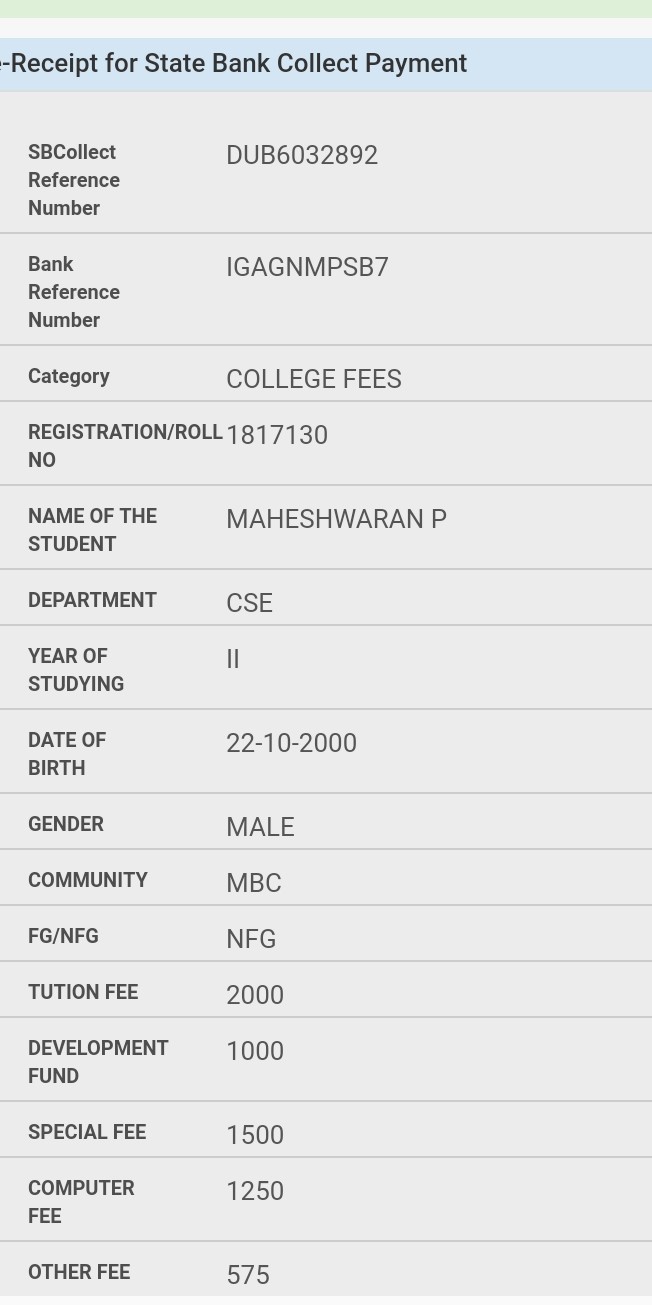 e-Receipt for State Bank Collect Payment
SBCollect
Reference
Number
DUB6032892
Bank
Reference
Number
IGAGNMPSB7
Category
COLLEGE FEES
REGISTRATION/ROLL
NO
1817130
NAME OF THE
STUDENT
MAHESHWARAN P
DEPARTMENT
CSE
YEAR OF
STUDYING
II
DATE OF
BIRTH
22-10-2000
GENDER
MALE
COMMUNITY
MBC
FG/NFG
NFG
TUTION FEE
2000
DEVELOPMENT
FUND
1000
SPECIAL FEE
1500
COMPUTER
FEE
1250
OTHER FEE
575